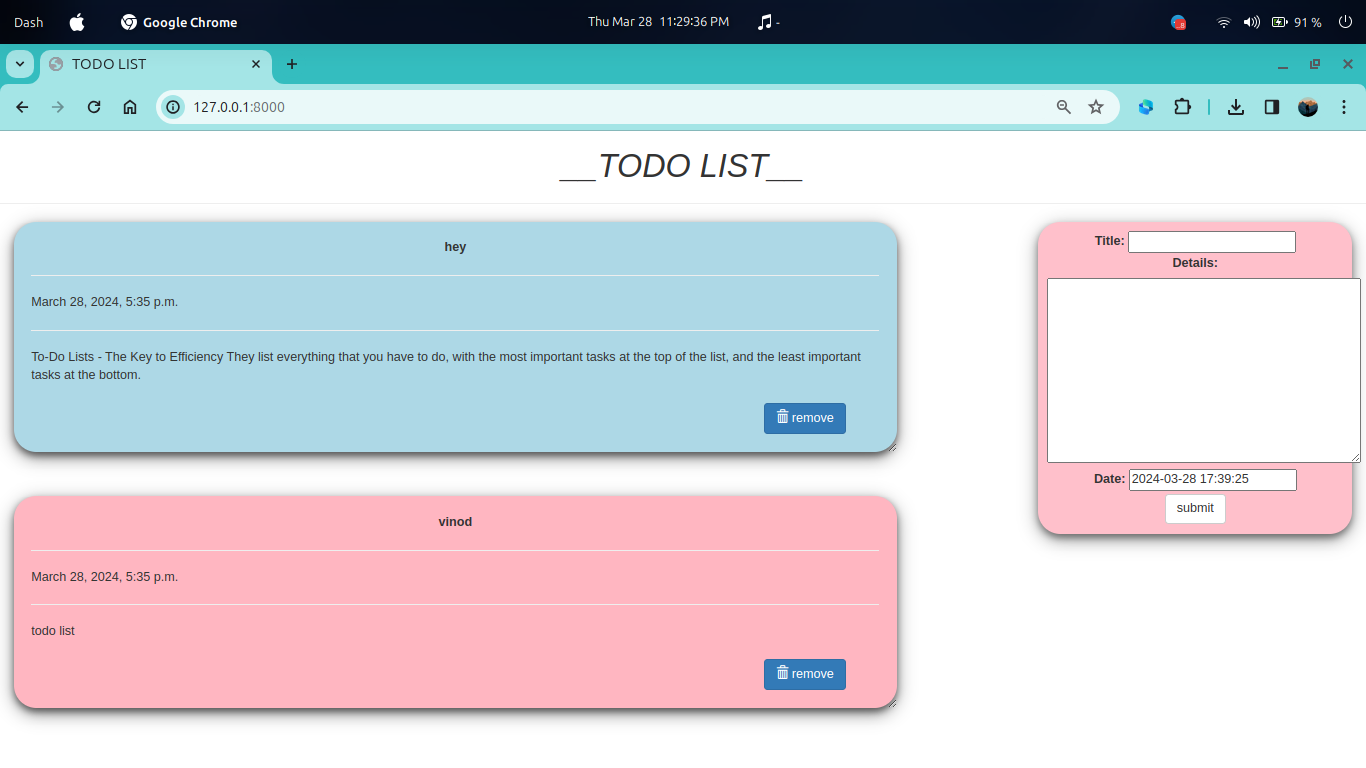 Dash Google Chrome Thu Mar 28 11:29:36 PM - 8 91 %
TODO LIST
127.0.0.1:8000
__TODO LIST__
hey
March 28, 2024, 5:35 p.m.
To-Do Lists - The Key to Efficiency They list everything that you have to do, with the most important tasks at the top of the list, and the least important
tasks at the bottom.
remove
vinod
March 28, 2024, 5:35 p.m.
todo list
remove
Title:
Details:
Date: 2024-03-28 17:39:25
submit